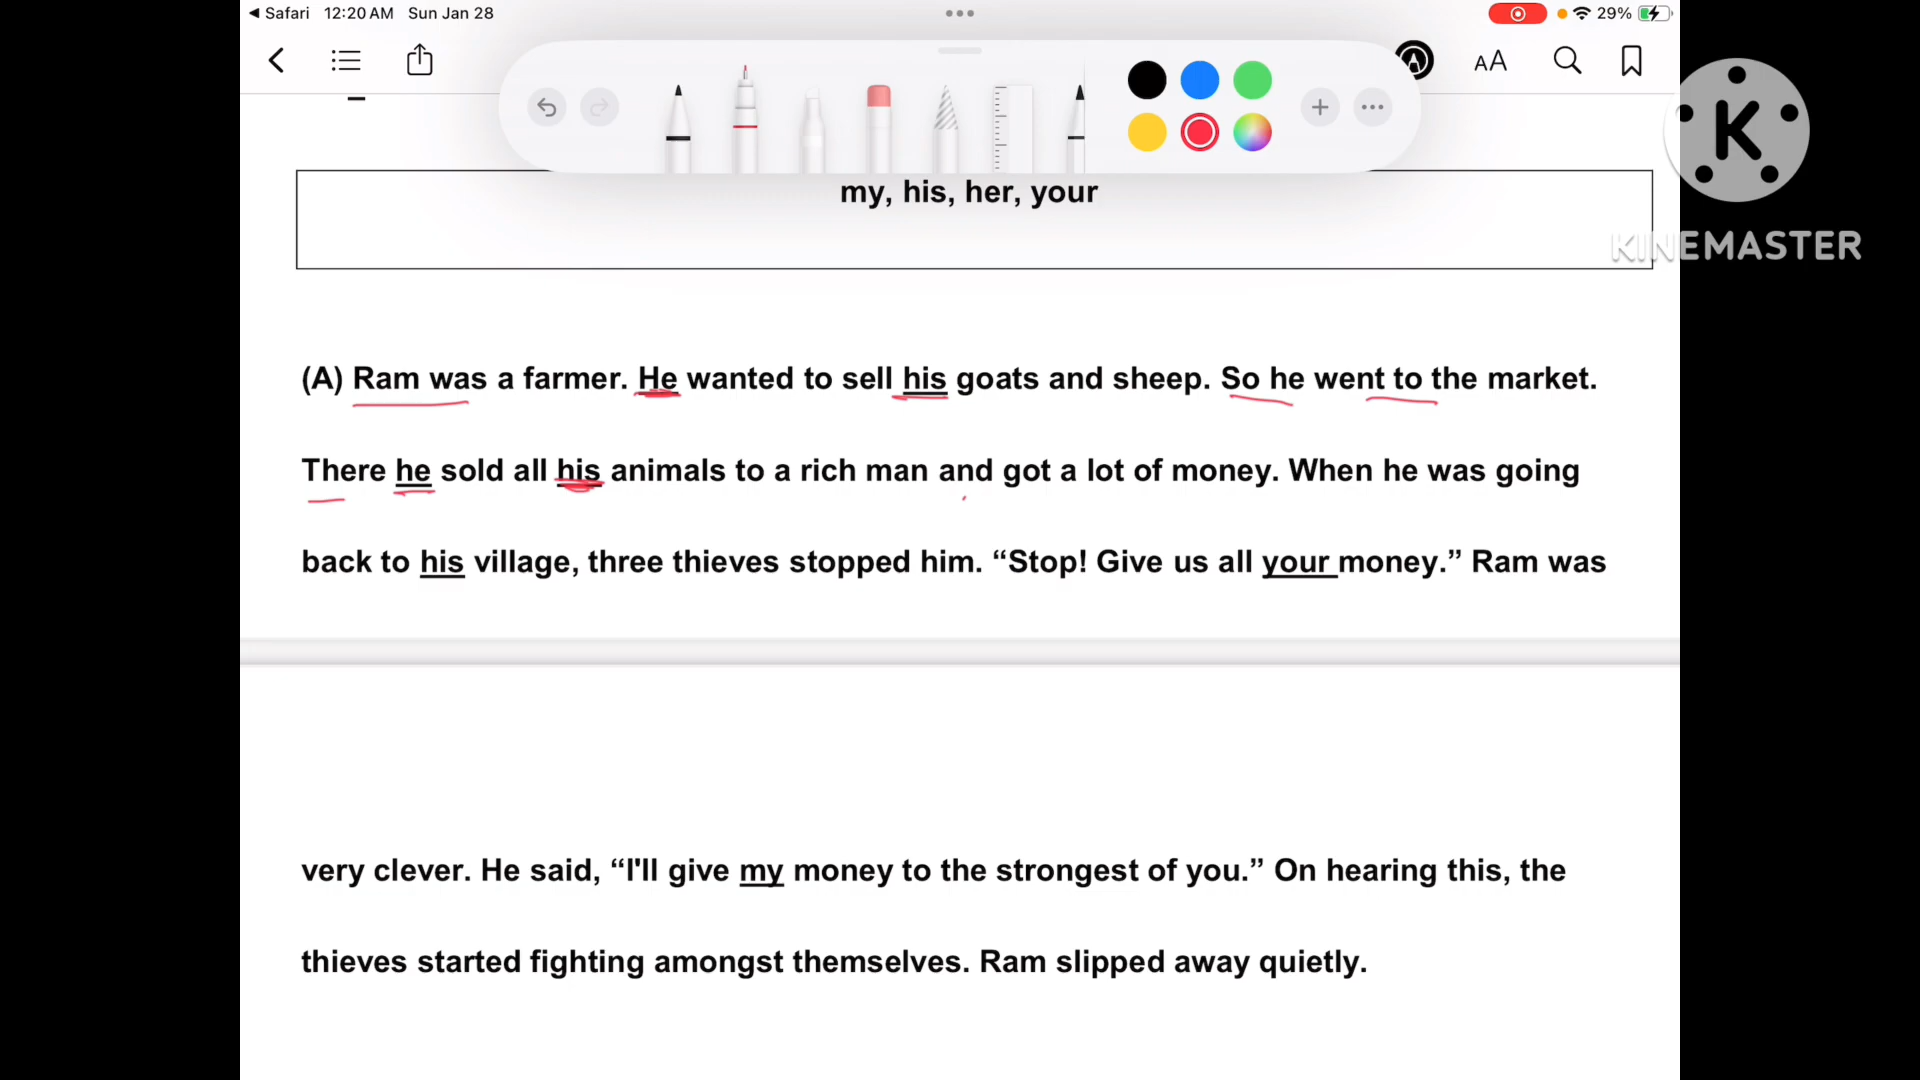 Safari 12:20 AM Sun Jan 28
29%
AA
K
KINEMASTER
my, his, her, your
(A) Ram was a farmer. He wanted to sell his goats and sheep. So he went to the market.
There he sold all his animals to a rich man and got a lot of money. When he was going
back to his village, three thieves stopped him. “Stop! Give us all your money.” Ram was
very clever. He said, “I'll give my money to the strongest of you.” On hearing this, the
thieves started fighting amongst themselves. Ram slipped away quietly.